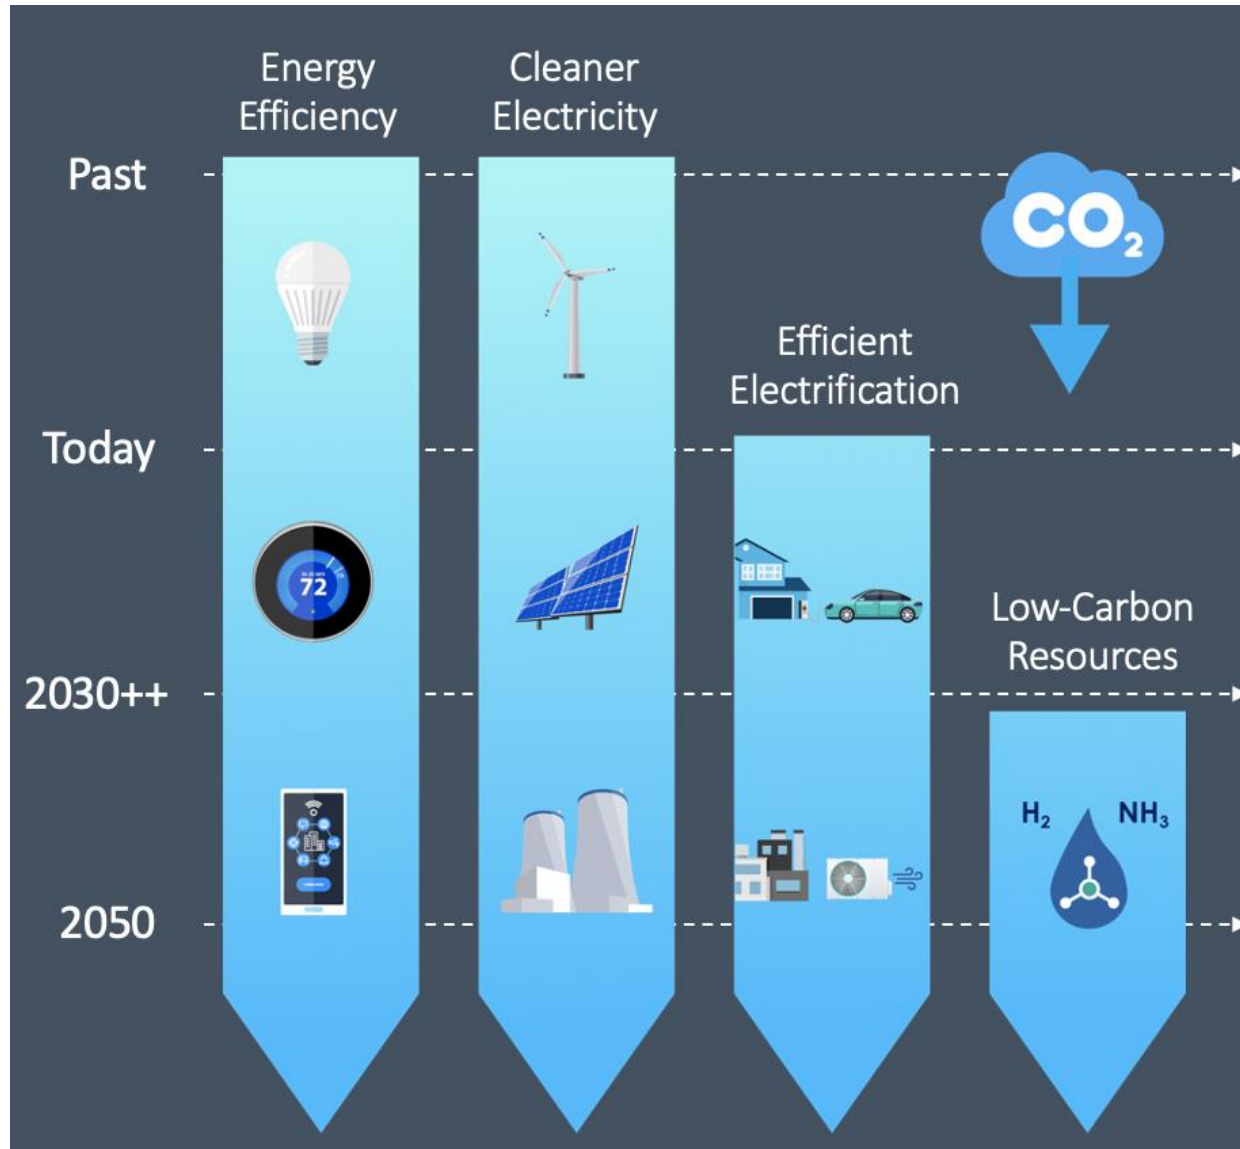 Energy
Efficiency
Cleaner
Electricity
Past
CO₂
Efficient
Electrification
Today
72
Low-Carbon
Resources
2030++
H₂
NH₃
2050